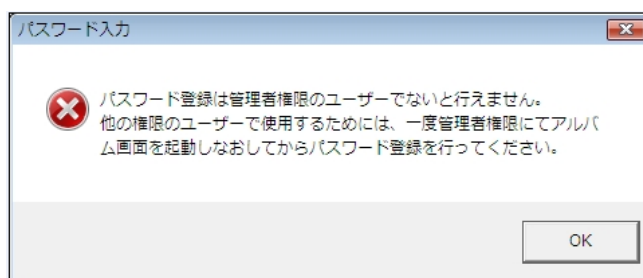 パスワード入力
パスワード登録は管理者権限のユーザーでないと行えません。
他の権限のユーザーで使用するためには、一度管理者権限にてアルバ
ム画面を起動しなおしてからパスワード登録を行ってください。
OK